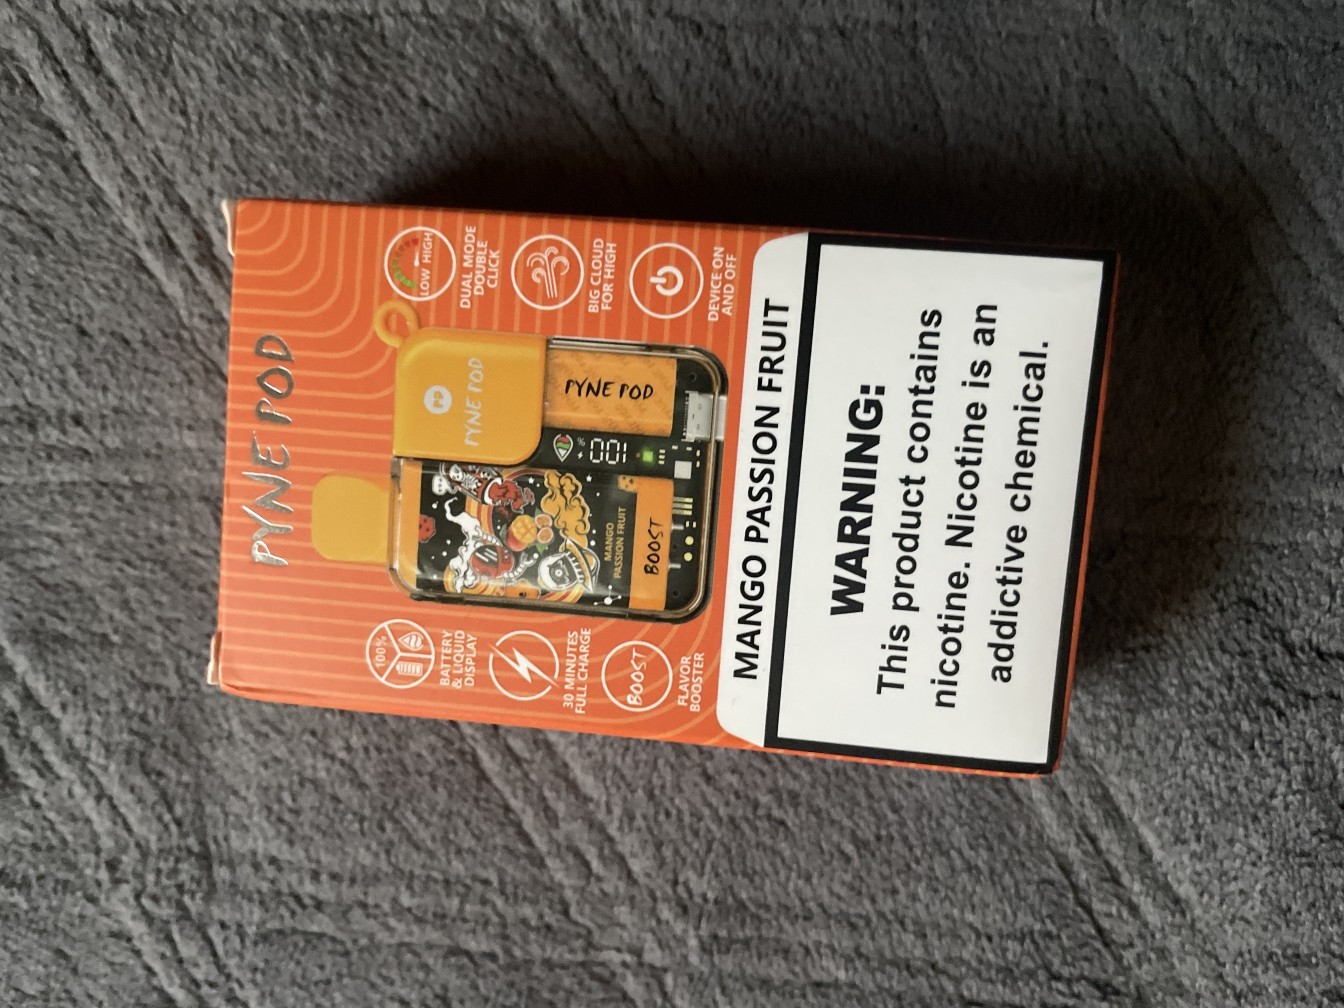 PYNE POD
100%
BATTERY
& LIQUID
DISPLAY
30 MINUTES
FULL CHARGE
BOOST
FLAVOR
BOOSTER
PYNE POD
PYNE POD
001
MANGO
PASSION FRUIT
BOOST
LOW HIGH
DUAL MODE
DOUBLE
CLICK
BIG CLOUD
FOR HIGH
DEVICE ON
AND OFF
MANGO PASSION FRUIT
WARNING:
This product contains
nicotine. Nicotine is an
addictive chemical.